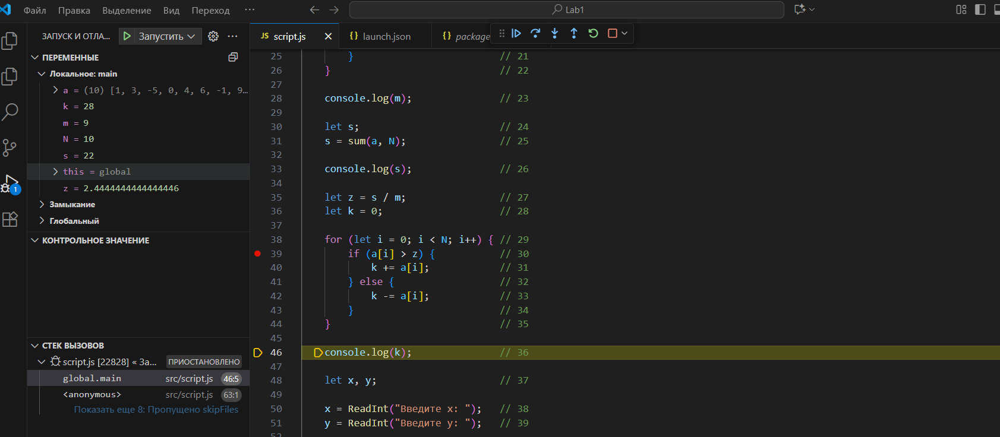 Файл Правка Выделение Вид Переход ··· Lab1
ЗАПУСК И ОТЛА... Запустить ···
JS script.js {} launch.json {} package
ПЕРЕМЕННЫЕ
Локальное: main
a = (10) [1, 3, -5, 0, 4, 6, -1, 9…
k = 28
m = 9
N = 10
s = 22
this = global
z = 2.4444444444444446
Замыкание
Глобальный
КОНТРОЛЬНОЕ ЗНАЧЕНИЕ
1
СТЕК ВЫЗОВОВ
script.js [22828] « За... ПРИОСТАНОВЛЕНО
global.main src/script.js 46:5
<anonymous> src/script.js 63:1
Показать еще 8: Пропущено skipFiles
25 } // 21
26 } // 22
27
28 console.log(m); // 23
29
30 let s; // 24
31 s = sum(a, N); // 25
32
33 console.log(s); // 26
34
35 let z = s / m; // 27
36 let k = 0; // 28
37
38 for (let i = 0; i < N; i++) { // 29
39 if (a[i] > z) { // 30
40 k += a[i]; // 31
41 } else { // 32
42 k -= a[i]; // 33
43 } // 34
44 } // 35
45
46 console.log(k); // 36
47
48 let x, y; // 37
49
50 x = ReadInt("Введите x: "); // 38
51 y = ReadInt("Введите y: "); // 39
52